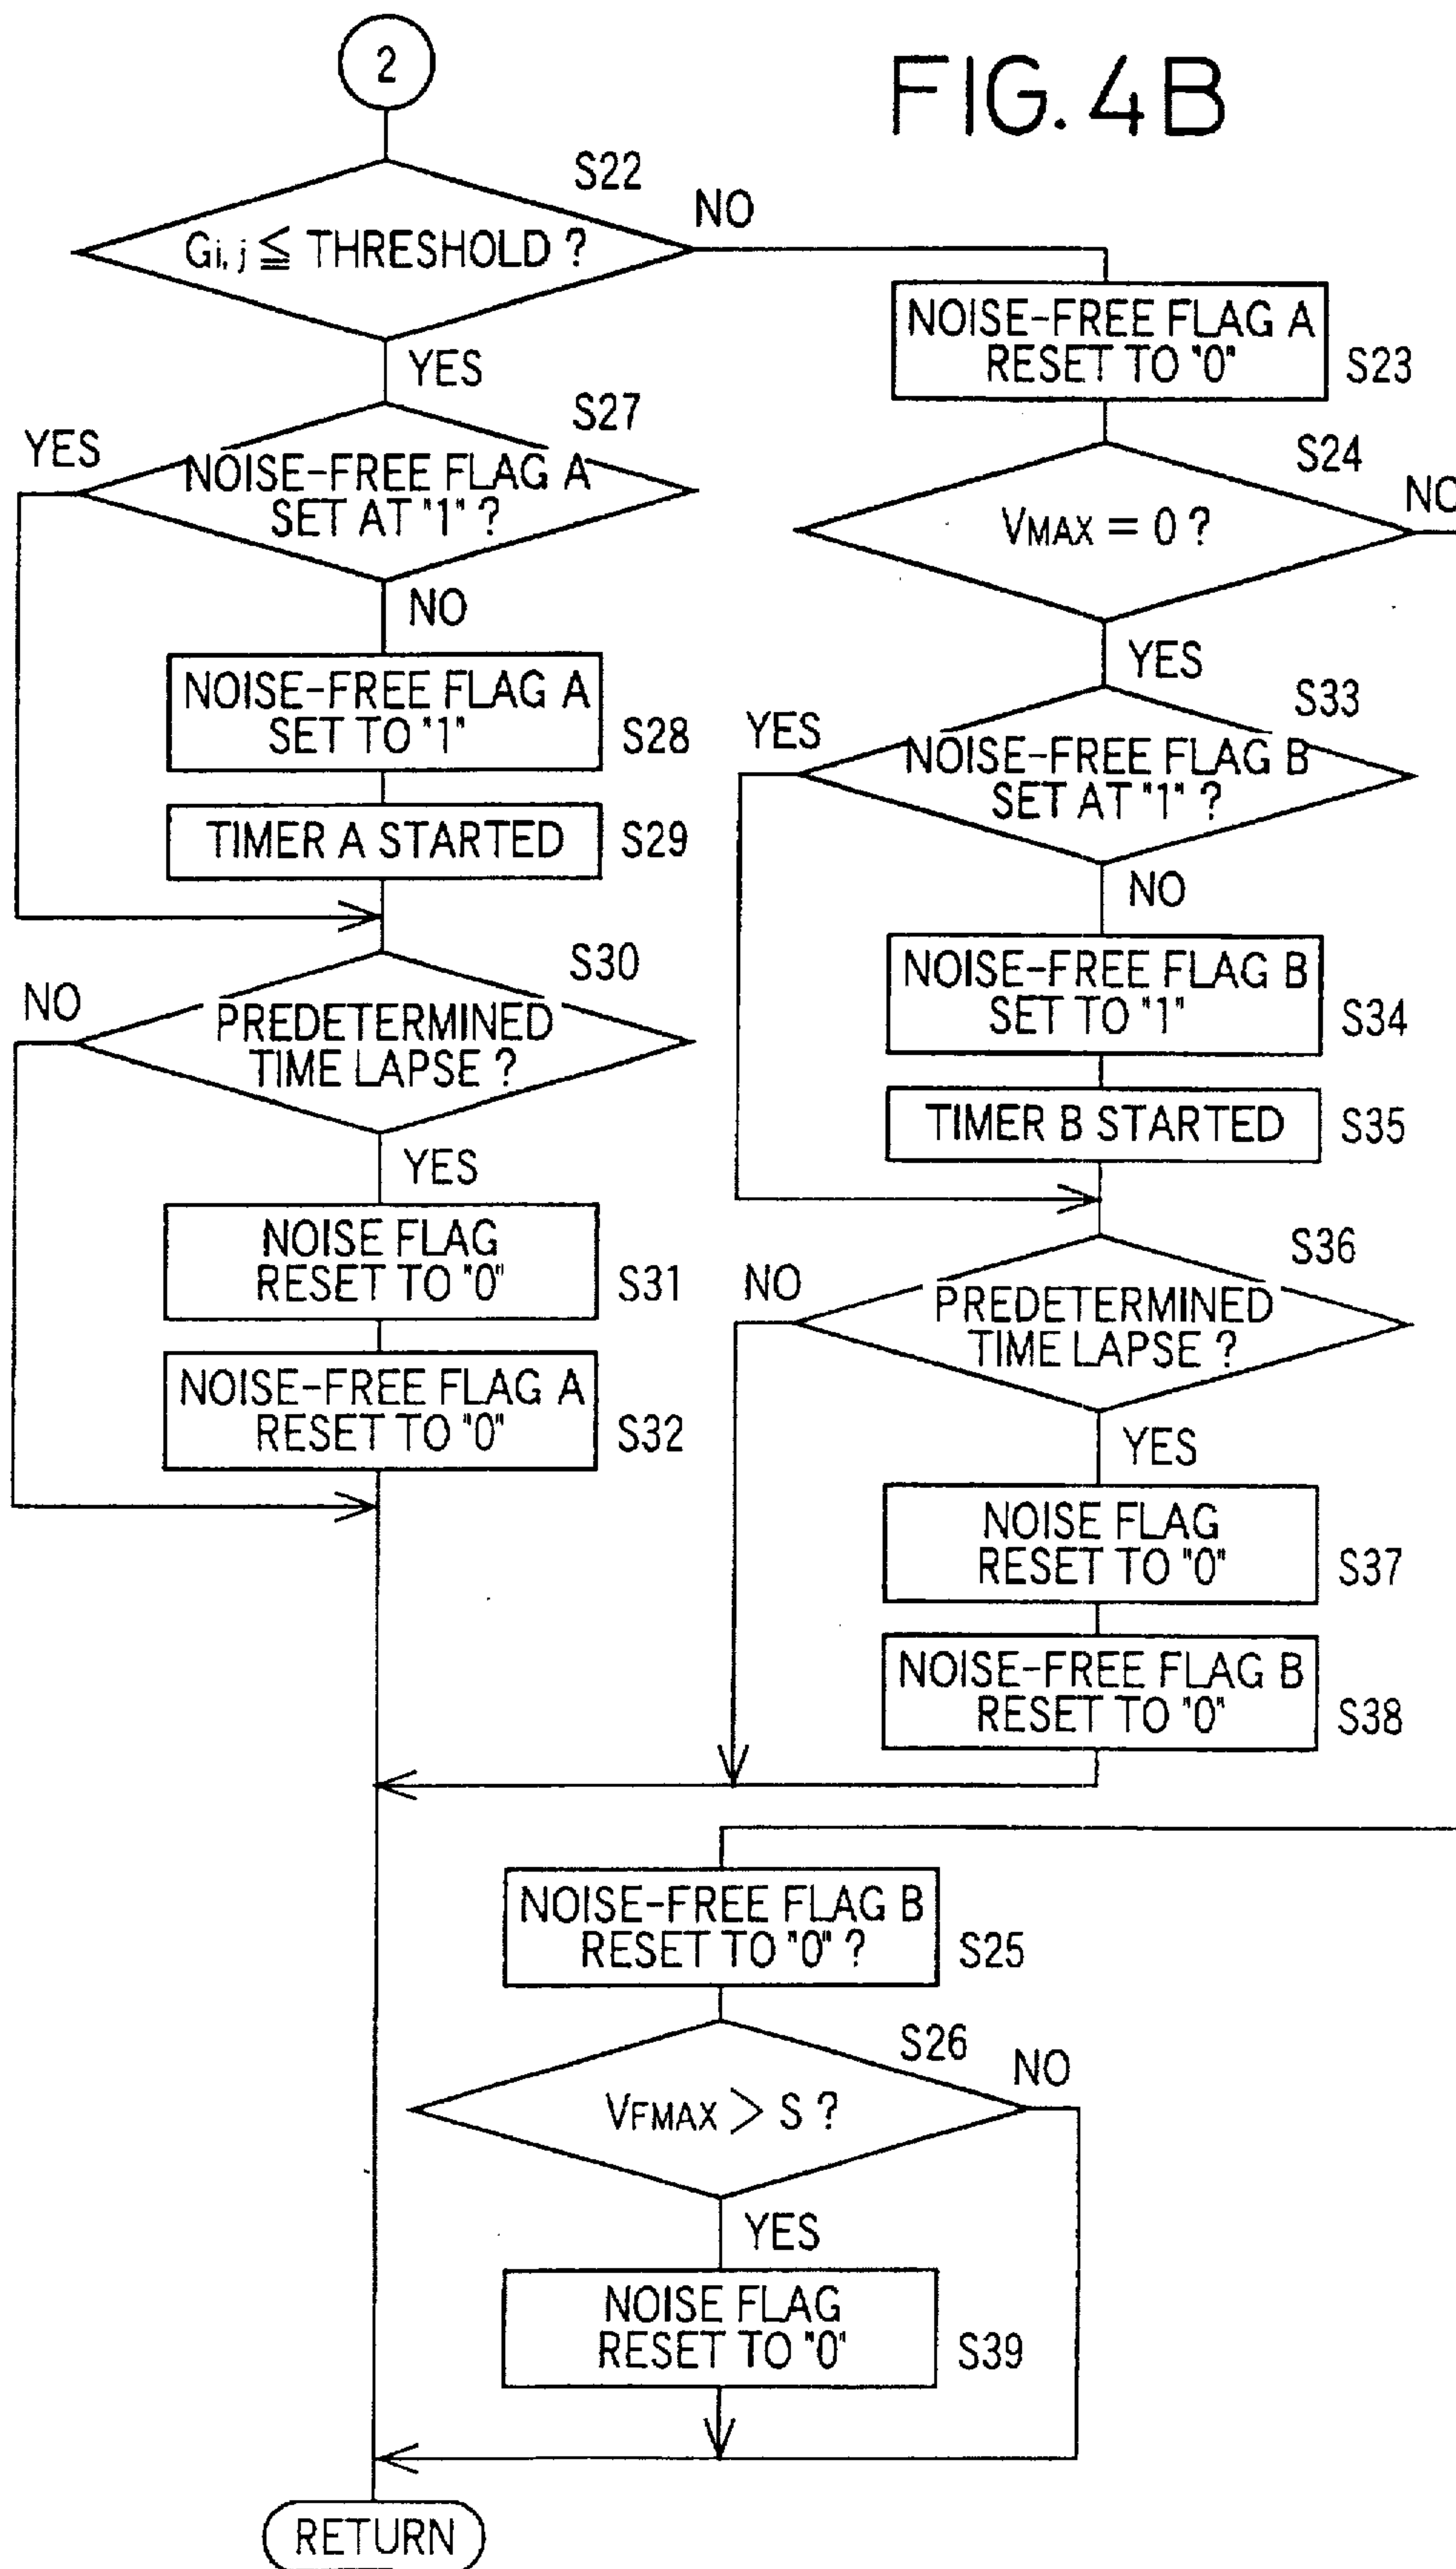 FIG. 4B
2
S22
Gi, j ≦ THRESHOLD ?
NO
YES
NOISE-FREE FLAG A
RESET TO "0"
S23
S27
YES
NOISE-FREE FLAG A
SET AT "1" ?
NO
S24
NO
VMAX = 0 ?
YES
NOISE-FREE FLAG A
SET TO "1"
S28
TIMER A STARTED
S29
S33
YES
NOISE-FREE FLAG B
SET AT "1" ?
NO
S30
NO
PREDETERMINED
TIME LAPSE ?
YES
NOISE-FREE FLAG B
SET TO "1"
S34
TIMER B STARTED
S35
NOISE FLAG
RESET TO "0"
S31
NOISE-FREE FLAG A
RESET TO "0"
S32
S36
NO
PREDETERMINED
TIME LAPSE ?
YES
NOISE FLAG
RESET TO "0"
S37
NOISE-FREE FLAG B
RESET TO "0"
S38
NOISE-FREE FLAG B
RESET TO "0" ?
S25
S26
NO
VFMAX > S ?
YES
NOISE FLAG
RESET TO "0"
S39
RETURN